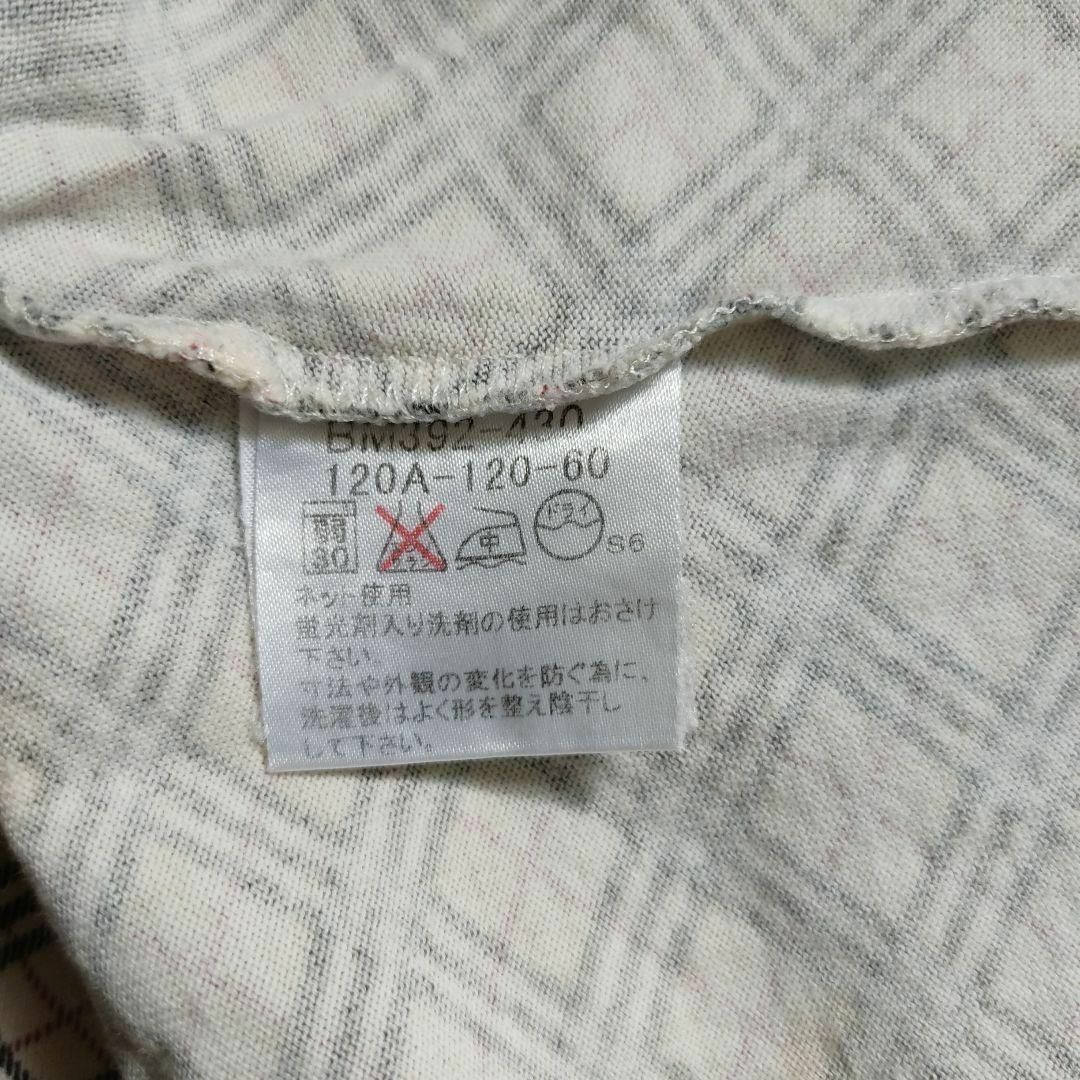 BM392-430
120A-120-60
弱 中 ドライ
30 S6
ネット使用
蛍光剤入り洗剤の使用はおさけ
下さい。
寸法や外観の変化を防ぐ為に、
洗濯後はよく形を整え陰干し
して下さい。